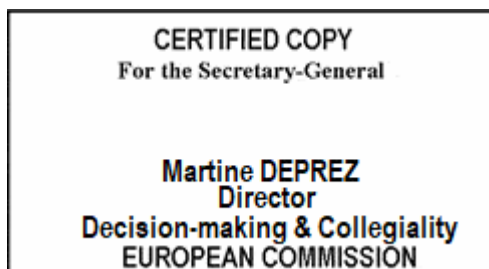 CERTIFIED COPY
For the Secretary-General
Martine DEPREZ
Director
Decision-making & Collegiality
EUROPEAN COMMISSION